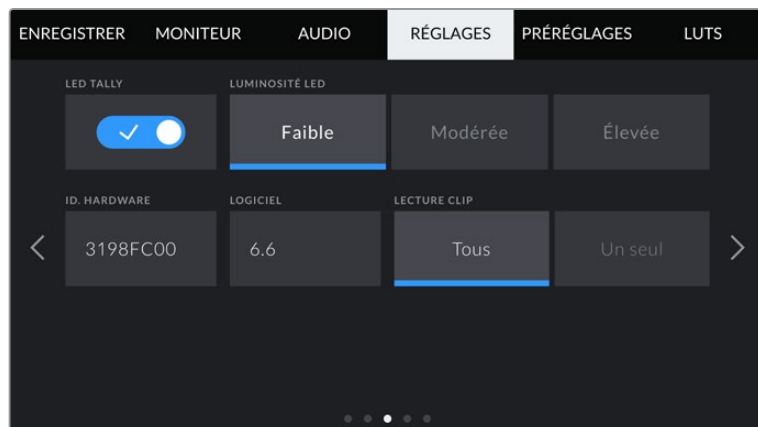 ENREGISTRER MONITEUR AUDIO RÉGLAGES PRÉRÉGLAGES LUTS
LED TALLY LUMINOSITÉ LED
Faible Modérée Élevée
ID. HARDWARE LOGICIEL LECTURE CLIP
3198FC00 6.6 Tous Un seul